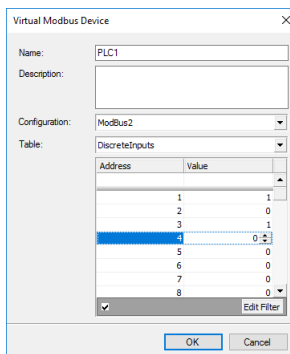 Virtual Modbus Device
Name: PLC1
Description:
Configuration: ModBus2
Table: DiscreteInputs
Address Value
1 1
2 0
3 1
4 0
5 0
6 0
7 0
8 0
Edit Filter
OK Cancel